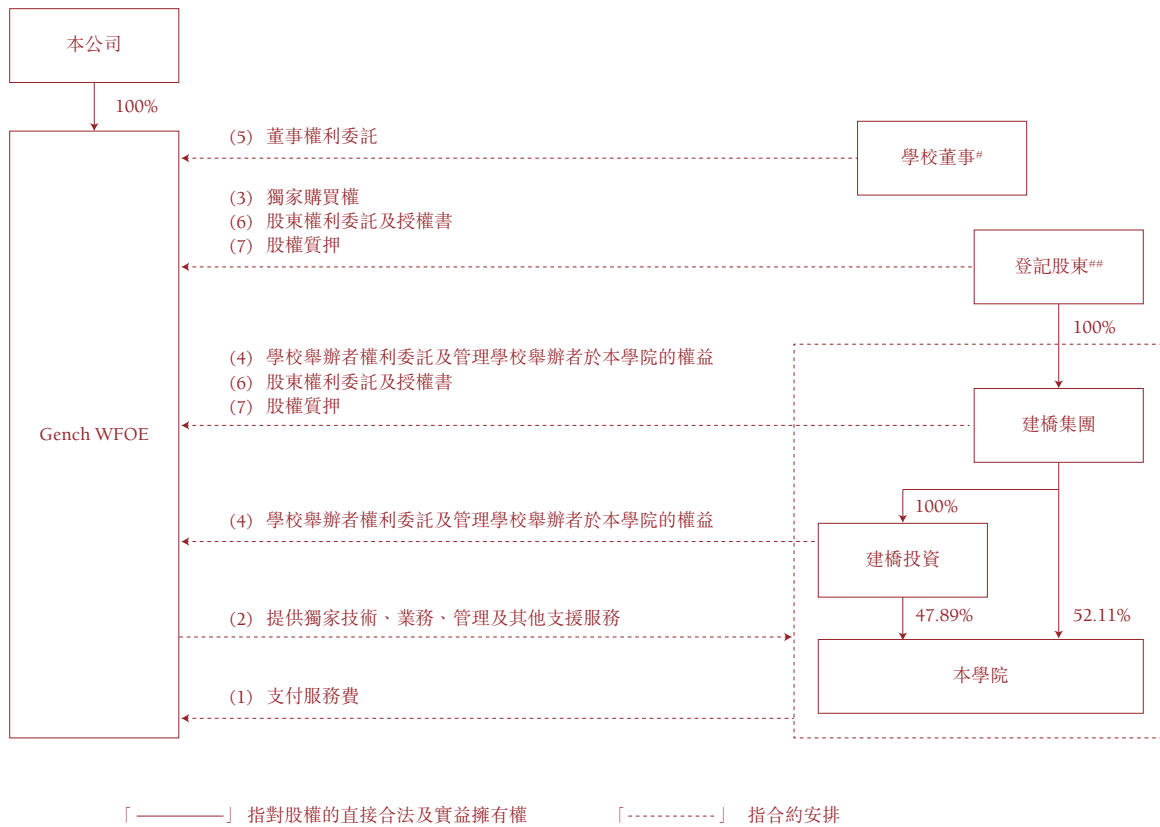 本公司
100%
(5) 董事權利委託
學校董事#
(3) 獨家購買權
(6) 股東權利委託及授權書
(7) 股權質押
登記股東##
100%
(4) 學校舉辦者權利委託及管理學校舉辦者於本學院的權益
(6) 股東權利委託及授權書
(7) 股權質押
建橋集團
Gench WFOE
100%
(4) 學校舉辦者權利委託及管理學校舉辦者於本學院的權益
建橋投資
(2) 提供獨家技術、業務、管理及其他支援服務
47.89%
52.11%
本學院
(1) 支付服務費
「 」 指對股權的直接合法及實益擁有權
「 」 指合約安排